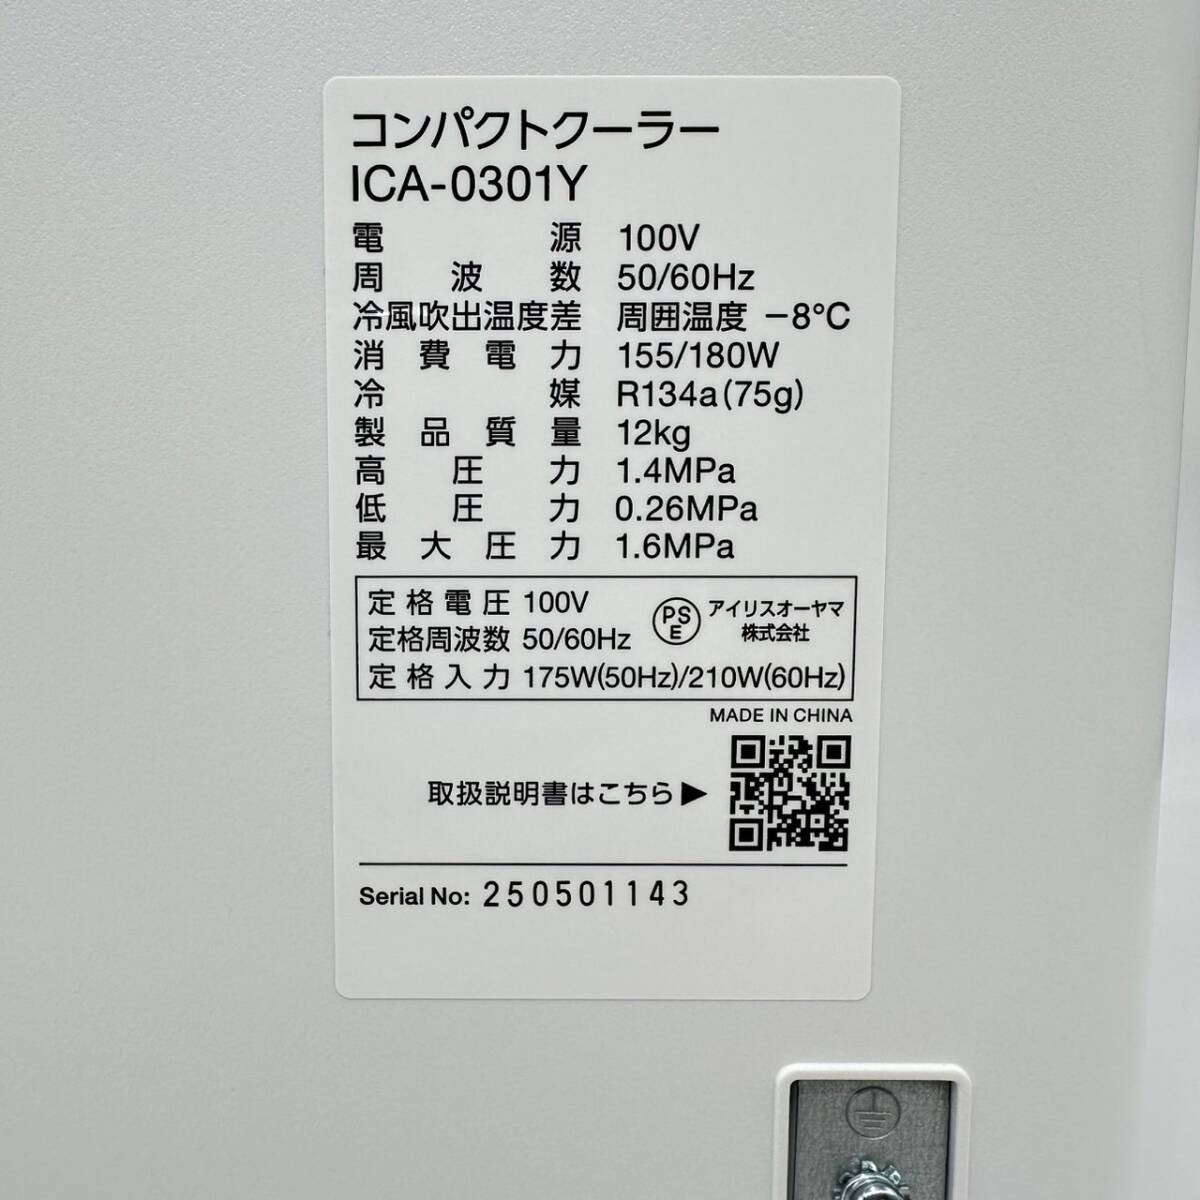 コンパクトクーラー
ICA-0301Y
電源 100V
周波数 50/60Hz
冷風吹出温度差 周囲温度 −8°C
消費電力 155/180W
冷媒 R134a(75g)
製品質量 12kg
高圧力 1.4MPa
低圧力 0.26MPa
最大圧力 1.6MPa
定格電圧 100V
定格周波数 50/60Hz
定格入力 175W(50Hz)/210W(60Hz)
PS
E
アイリスオーヤマ
株式会社
MADE IN CHINA
取扱説明書はこちら▶
Serial No: 250501143